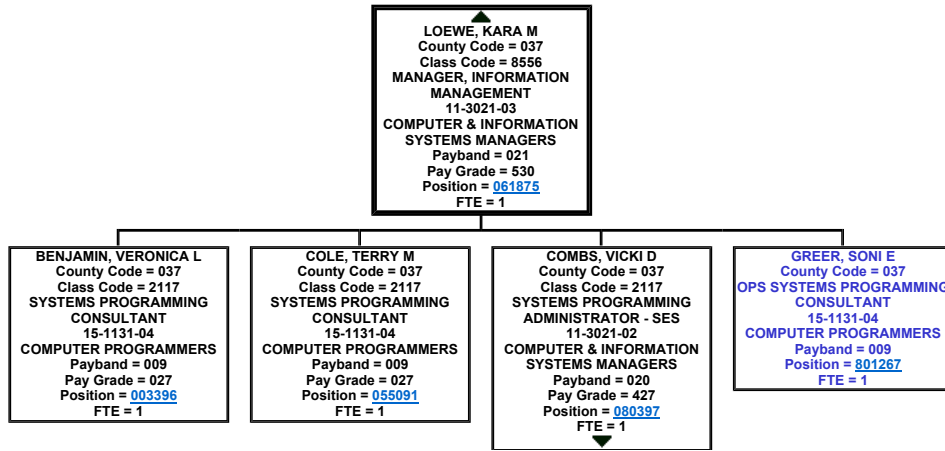 LOEWE, KARA M
County Code = 037
Class Code = 8556
MANAGER, INFORMATION
MANAGEMENT
11-3021-03
COMPUTER & INFORMATION
SYSTEMS MANAGERS
Payband = 021
Pay Grade = 530
Position = 061875
FTE = 1
BENJAMIN, VERONICA L
County Code = 037
Class Code = 2117
SYSTEMS PROGRAMMING
CONSULTANT
15-1131-04
COMPUTER PROGRAMMERS
Payband = 009
Pay Grade = 027
Position = 003396
FTE = 1
COLE, TERRY M
County Code = 037
Class Code = 2117
SYSTEMS PROGRAMMING
CONSULTANT
15-1131-04
COMPUTER PROGRAMMERS
Payband = 009
Pay Grade = 027
Position = 055091
FTE = 1
COMBS, VICKI D
County Code = 037
Class Code = 2117
SYSTEMS PROGRAMMING
ADMINISTRATOR - SES
11-3021-02
COMPUTER & INFORMATION
SYSTEMS MANAGERS
Payband = 020
Pay Grade = 427
Position = 080397
FTE = 1
GREER, SONI E
County Code = 037
OPS SYSTEMS PROGRAMMING
CONSULTANT
15-1131-04
COMPUTER PROGRAMMERS
Payband = 009
Position = 801267
FTE = 1